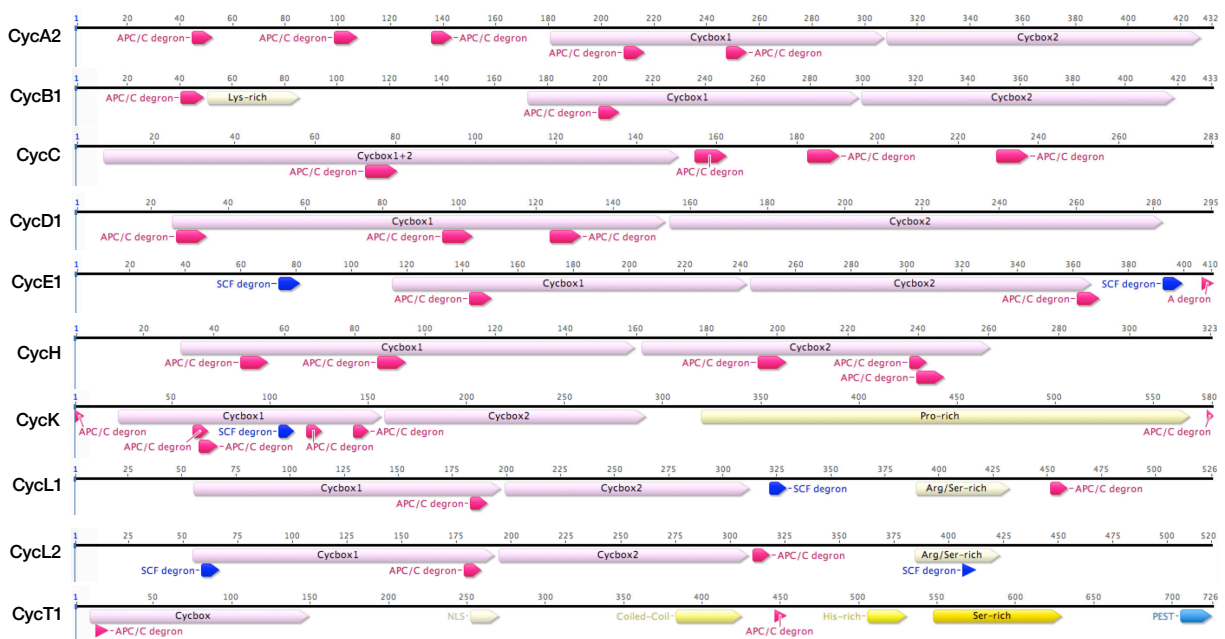 1 20 40 60 80 100 120 140 160 180 200 220 240 260 280 300 320 340 360 380 400 420 432
CycA2 APC/C degron APC/C degron APC/C degron Cycbox1 Cycbox2
APC/C degron APC/C degron
1 20 40 60 80 100 120 140 160 180 200 220 240 260 280 300 320 340 360 380 400 420 433
CycB1 APC/C degron Lys-rich Cycbox1 Cycbox2
APC/C degron
1 20 40 60 80 100 120 140 160 180 200 220 240 260 283
CycC Cycbox1+2 APC/C degron APC/C degron
APC/C degron APC/C degron
1 20 40 60 80 100 120 140 160 180 200 220 240 260 280 295
CycD1 Cycbox1 Cycbox2
APC/C degron APC/C degron APC/C degron
1 20 40 60 80 100 120 140 160 180 200 220 240 260 280 300 320 340 360 380 400 410
CycE1 SCF degron Cycbox1 Cycbox2 SCF degron A degron
APC/C degron APC/C degron
1 20 40 60 80 100 120 140 160 180 200 220 240 260 280 300 323
CycH Cycbox1 Cycbox2
APC/C degron APC/C degron APC/C degron APC/C degron
APC/C degron
1 50 100 150 200 250 300 350 400 450 500 550 580
CycK Cycbox1 Cycbox2 Pro-rich
APC/C degron SCF degron APC/C degron APC/C degron
APC/C degron APC/C degron APC/C degron
1 25 50 75 100 125 150 175 200 225 250 275 300 325 350 375 400 425 450 475 500 526
CycL1 Cycbox1 Cycbox2 SCF degron Arg/Ser-rich APC/C degron
APC/C degron
1 25 50 75 100 125 150 175 200 225 250 275 300 325 350 375 400 425 450 475 500 520
CycL2 Cycbox1 Cycbox2 APC/C degron Arg/Ser-rich
SCF degron APC/C degron SCF degron
1 50 100 150 200 250 300 350 400 450 500 550 600 650 700 726
CycT1 Cycbox NLS Coiled-Coil His-rich Ser-rich PEST
APC/C degron APC/C degron